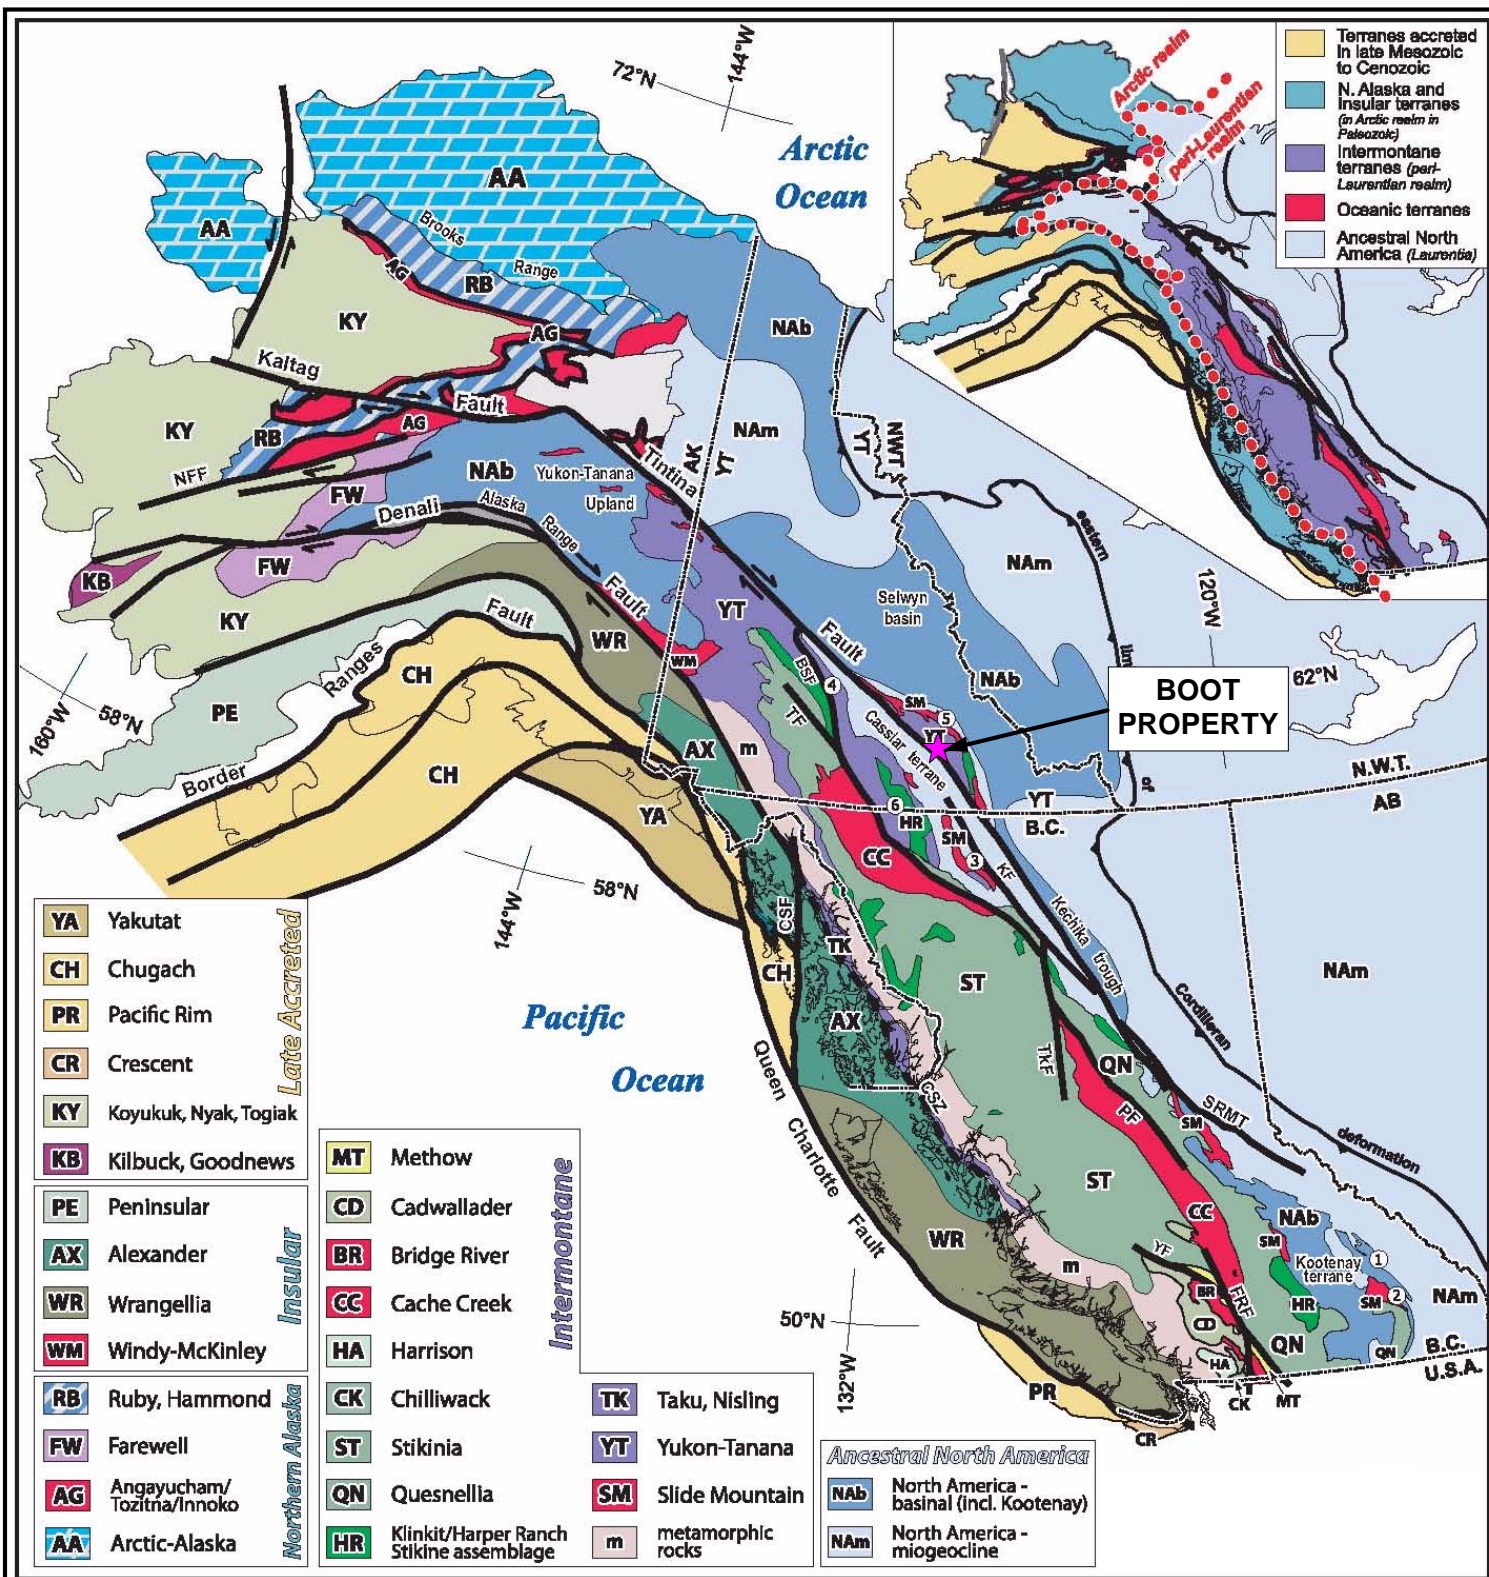 72°N
144°W
Arctic
Ocean
AA
AA
Brooks
Range
AG
RB
KY
AG
NAb
Kaltag
Fault
KY
RB
AG
NFF
NAb
Yukon-Tanana
Upland
Tintina
AK
YT
NAm
YT
NWT
FW
Denali
Alaska
Range
FW
KB
KY
Fault
WR
Fault
WM
YT
Fault
Selwyn
basin
NAm
NAb
eastern
limit
of
Cordilleran
deformation
120°W
62°N
BOOT
PROPERTY
160°W
58°N
PE
Border
Ranges
CH
CH
YA
AX
m
BSF
TF
4
Cassiar terrane
SM
5
YT
6
HR
SM
3
KF
CC
YT
B.C.
N.W.T.
AB
Kechika
trough
144°W
58°N
CSF
CH
TK
AX
ST
TkF
QN
PF
SM
SRMT
NAm
Pacific
Ocean
Queen Charlotte Fault
CSZ
WR
m
ST
CC
YF
BR
CD
FRF
HA
CK
MT
QN
HR
SM
NAb
Kootenay
terrane
1
SM
2
QN
NAm
B.C.
U.S.A.
50°N
132°W
PR
CR
Arctic realm
peri-Laurentian
realm
Terranes accreted
in late Mesozoic
to Cenozoic
N. Alaska and
Insular terranes
(in Arctic realm in
Paleozoic)
Intermontane
terranes (peri-
Laurentian realm)
Oceanic terranes
Ancestral North
America (Laurentia)
Late Accreted
YA Yakutat
CH Chugach
PR Pacific Rim
CR Crescent
KY Koyukuk, Nyak, Togiak
KB Kilbuck, Goodnews
Insular
PE Peninsular
AX Alexander
WR Wrangellia
WM Windy-McKinley
Northern Alaska
RB Ruby, Hammond
FW Farewell
AG Angayucham/
Tozitna/Innoko
AA Arctic-Alaska
Intermontane
MT Methow
CD Cadwallader
BR Bridge River
CC Cache Creek
HA Harrison
CK Chilliwack
ST Stikinia
QN Quesnellia
HR Klinkit/Harper Ranch
Stikine assemblage
TK Taku, Nisling
YT Yukon-Tanana
SM Slide Mountain
m metamorphic
rocks
Ancestral North America
NAb North America -
basinal (incl. Kootenay)
NAm North America -
miogeocline